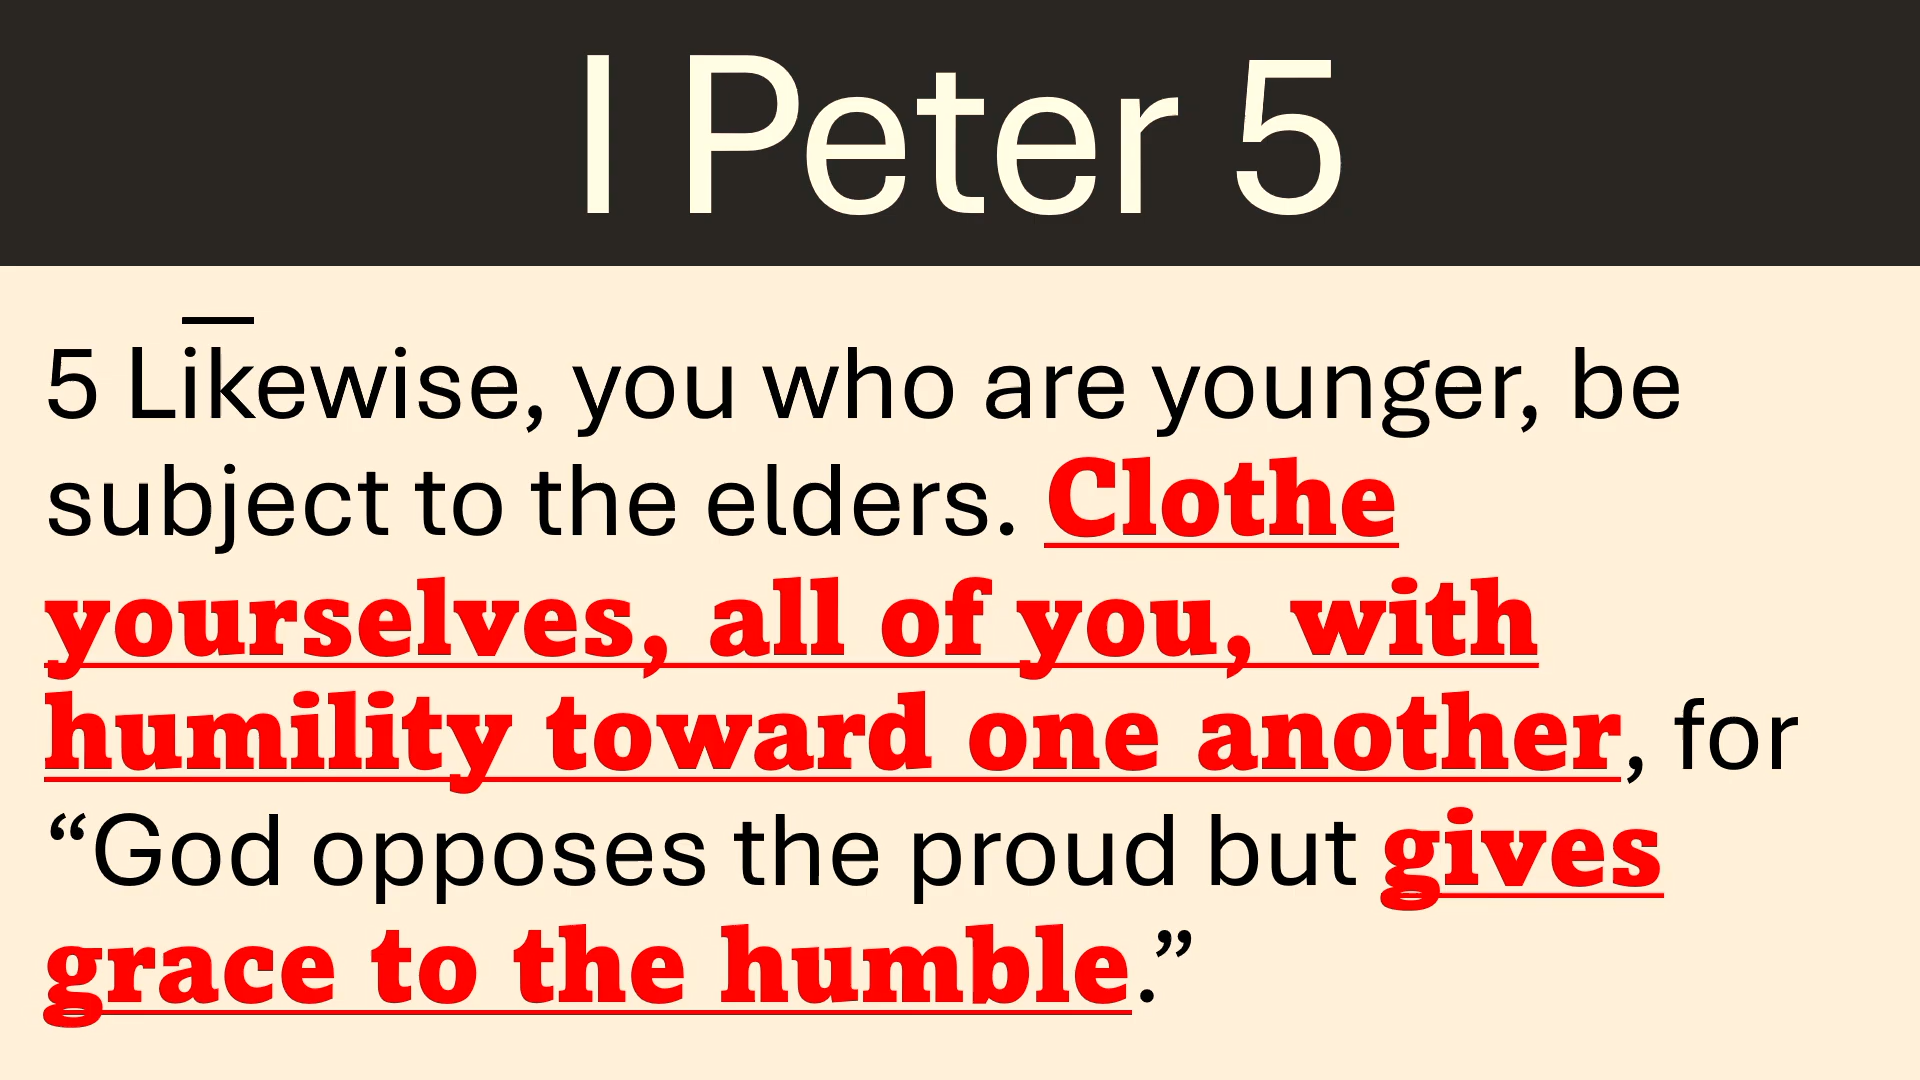 I Peter 5
5 Likewise, you who are younger, be
subject to the elders. Clothe
yourselves, all of you, with
humility toward one another, for
“God opposes the proud but gives
grace to the humble.”